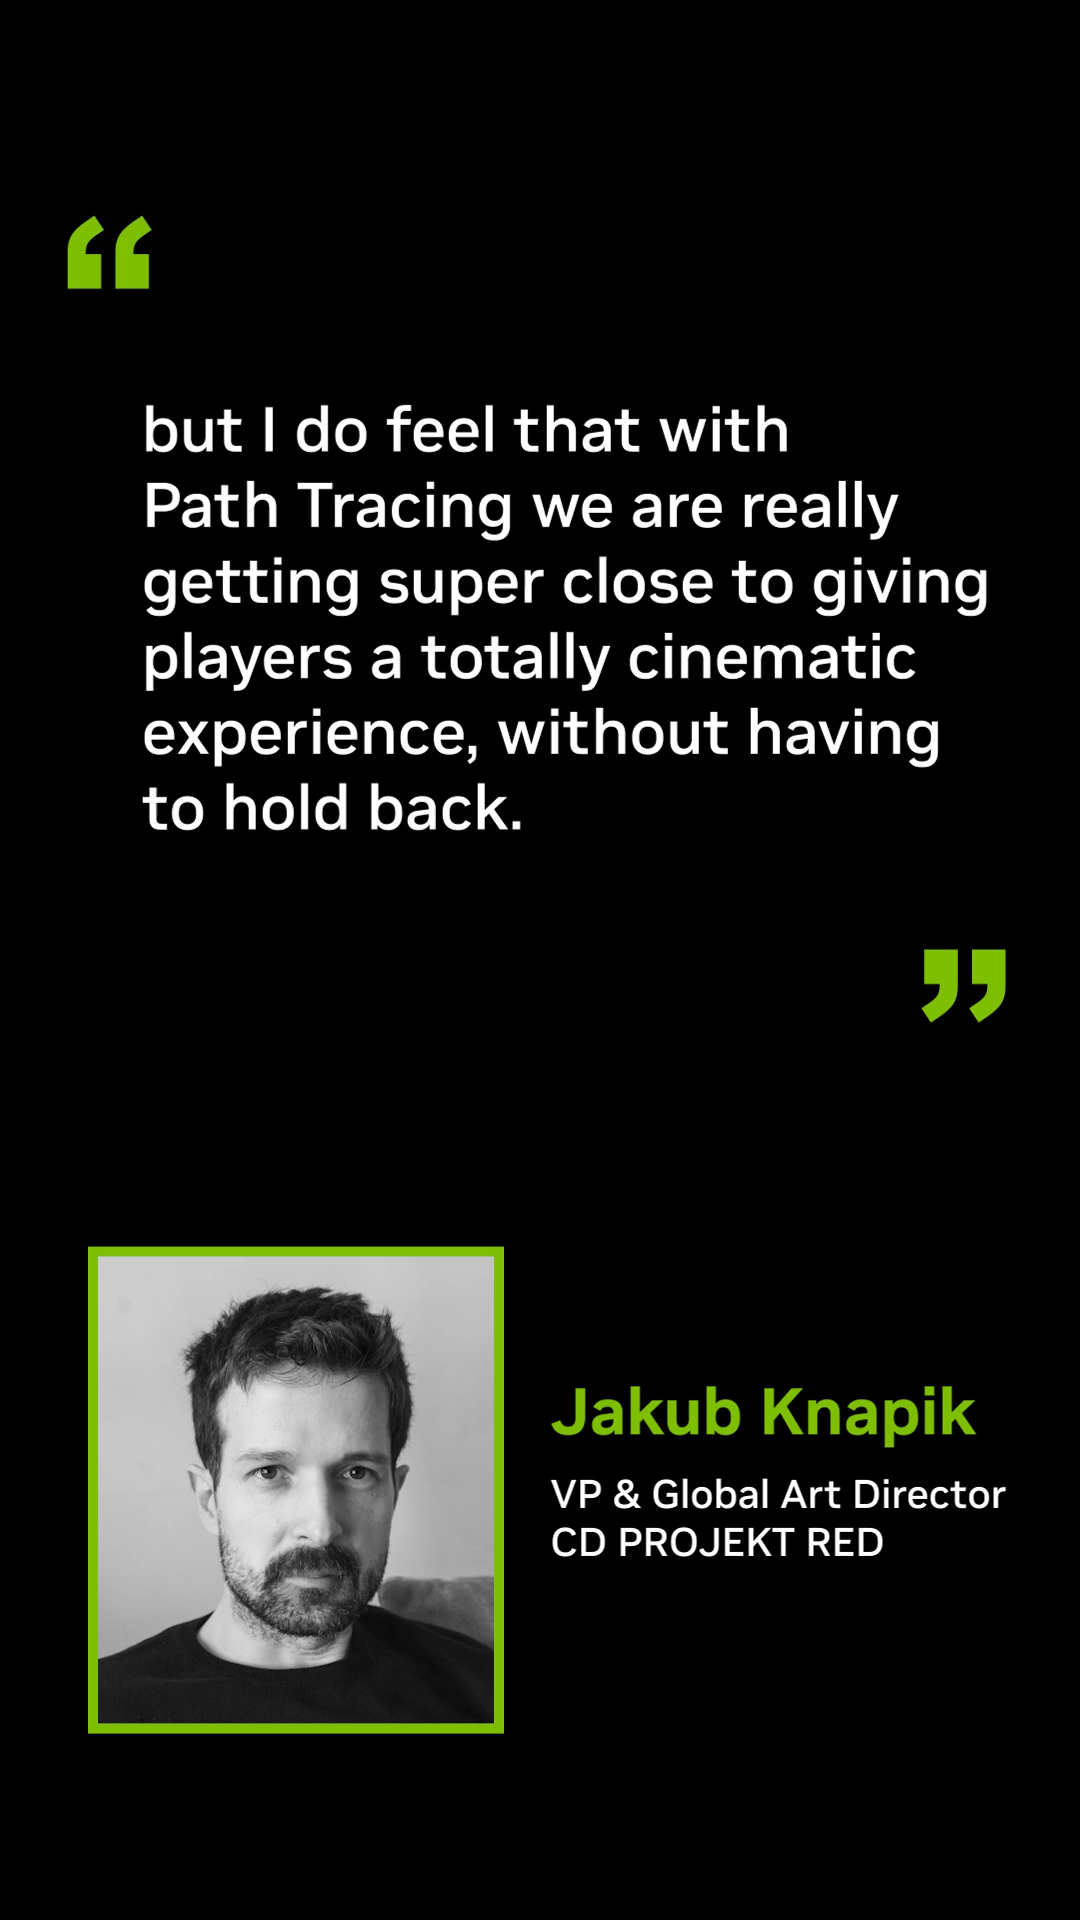 “
but I do feel that with
Path Tracing we are really
getting super close to giving
players a totally cinematic
experience, without having
to hold back.
”
Jakub Knapik
VP & Global Art Director
CD PROJEKT RED